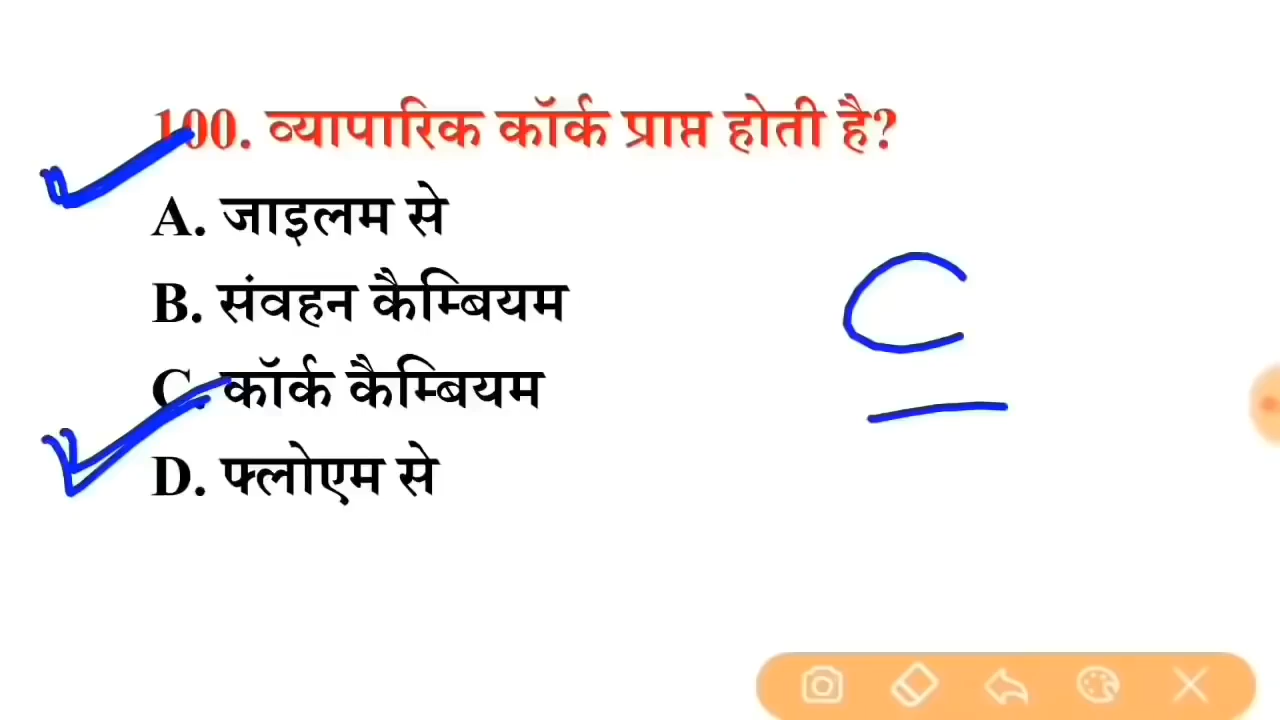 100. व्यापारिक कॉर्क प्राप्त होती है?
A. जाइलम से
B. संवहन कैम्बियम
C
C. कॉर्क कैम्बियम
D. फ्लोएम से